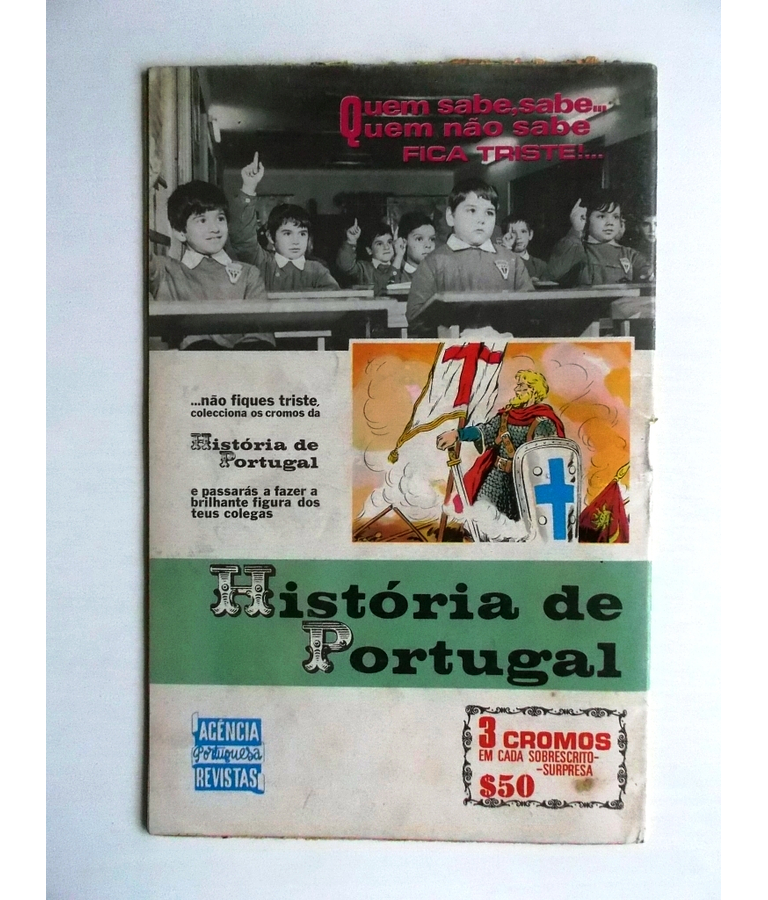 Quem sabe, sabe...
Quem não sabe
FICA TRISTE!...
...não fiques triste,
colecciona os cromos da
História de
Portugal
e passarás a fazer a
brilhante figura dos
teus colegas
História de
Portugal
AGÊNCIA
Portuguesa
REVISTAS
3 CROMOS
EM CADA SOBRESCRITO-
-SURPRESA
$50